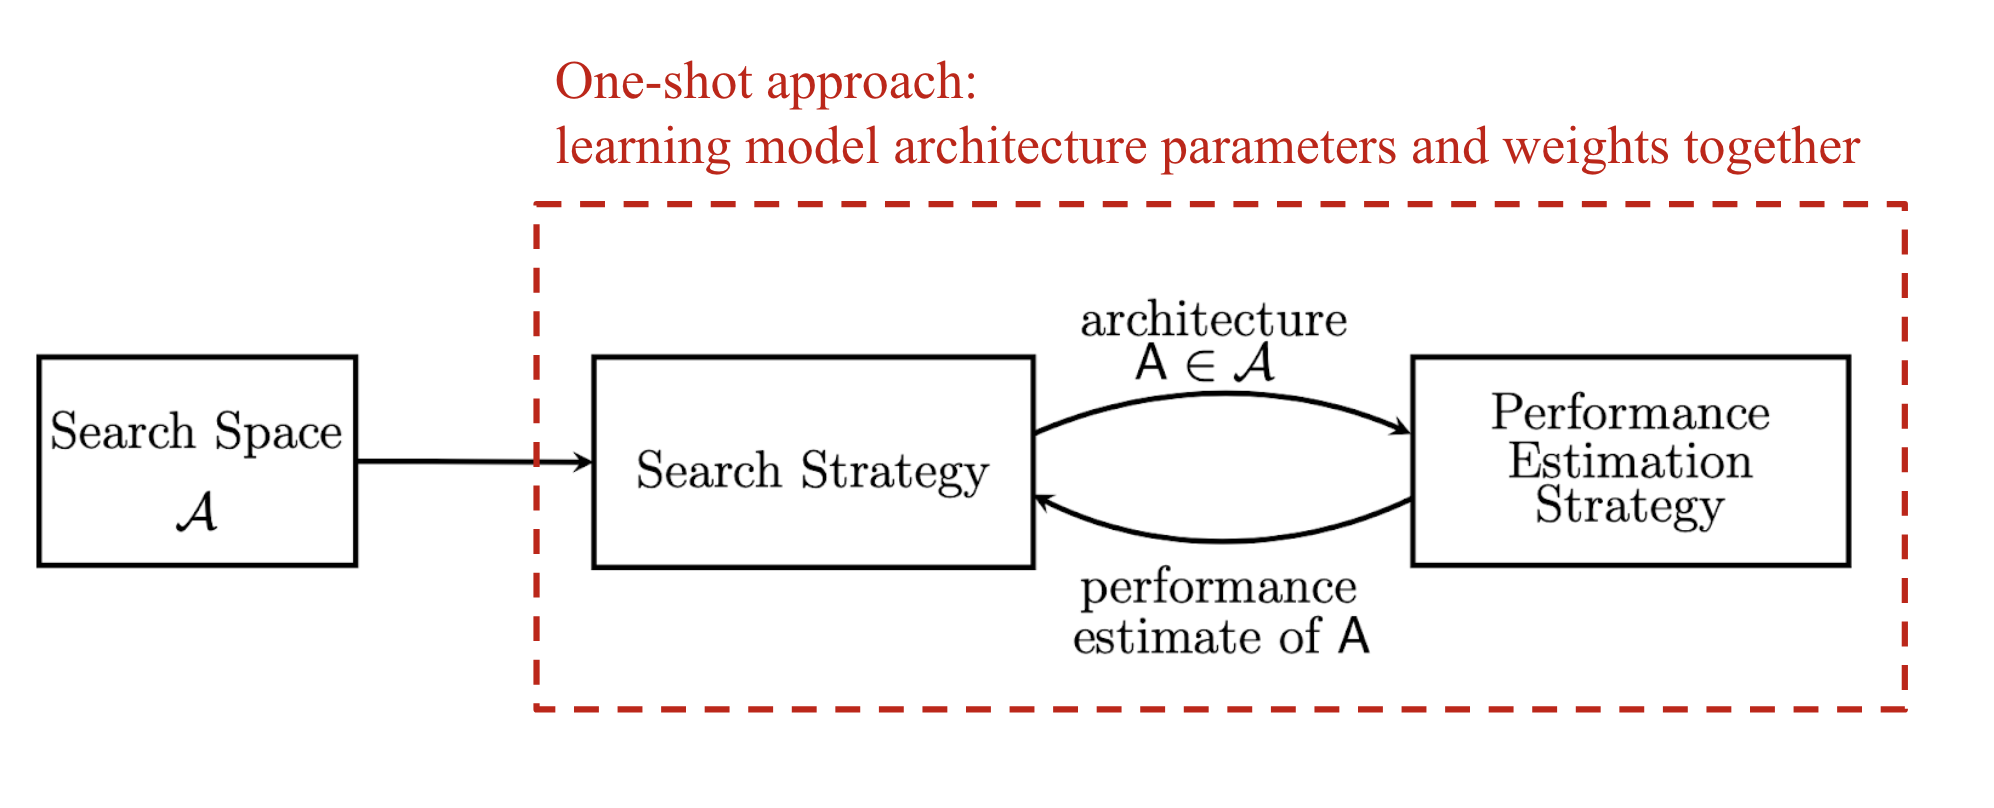 One-shot approach:
learning model architecture parameters and weights together
Search Space
𝒜
Search Strategy
architecture
A ∈ 𝒜
performance
estimate of A
Performance
Estimation
Strategy